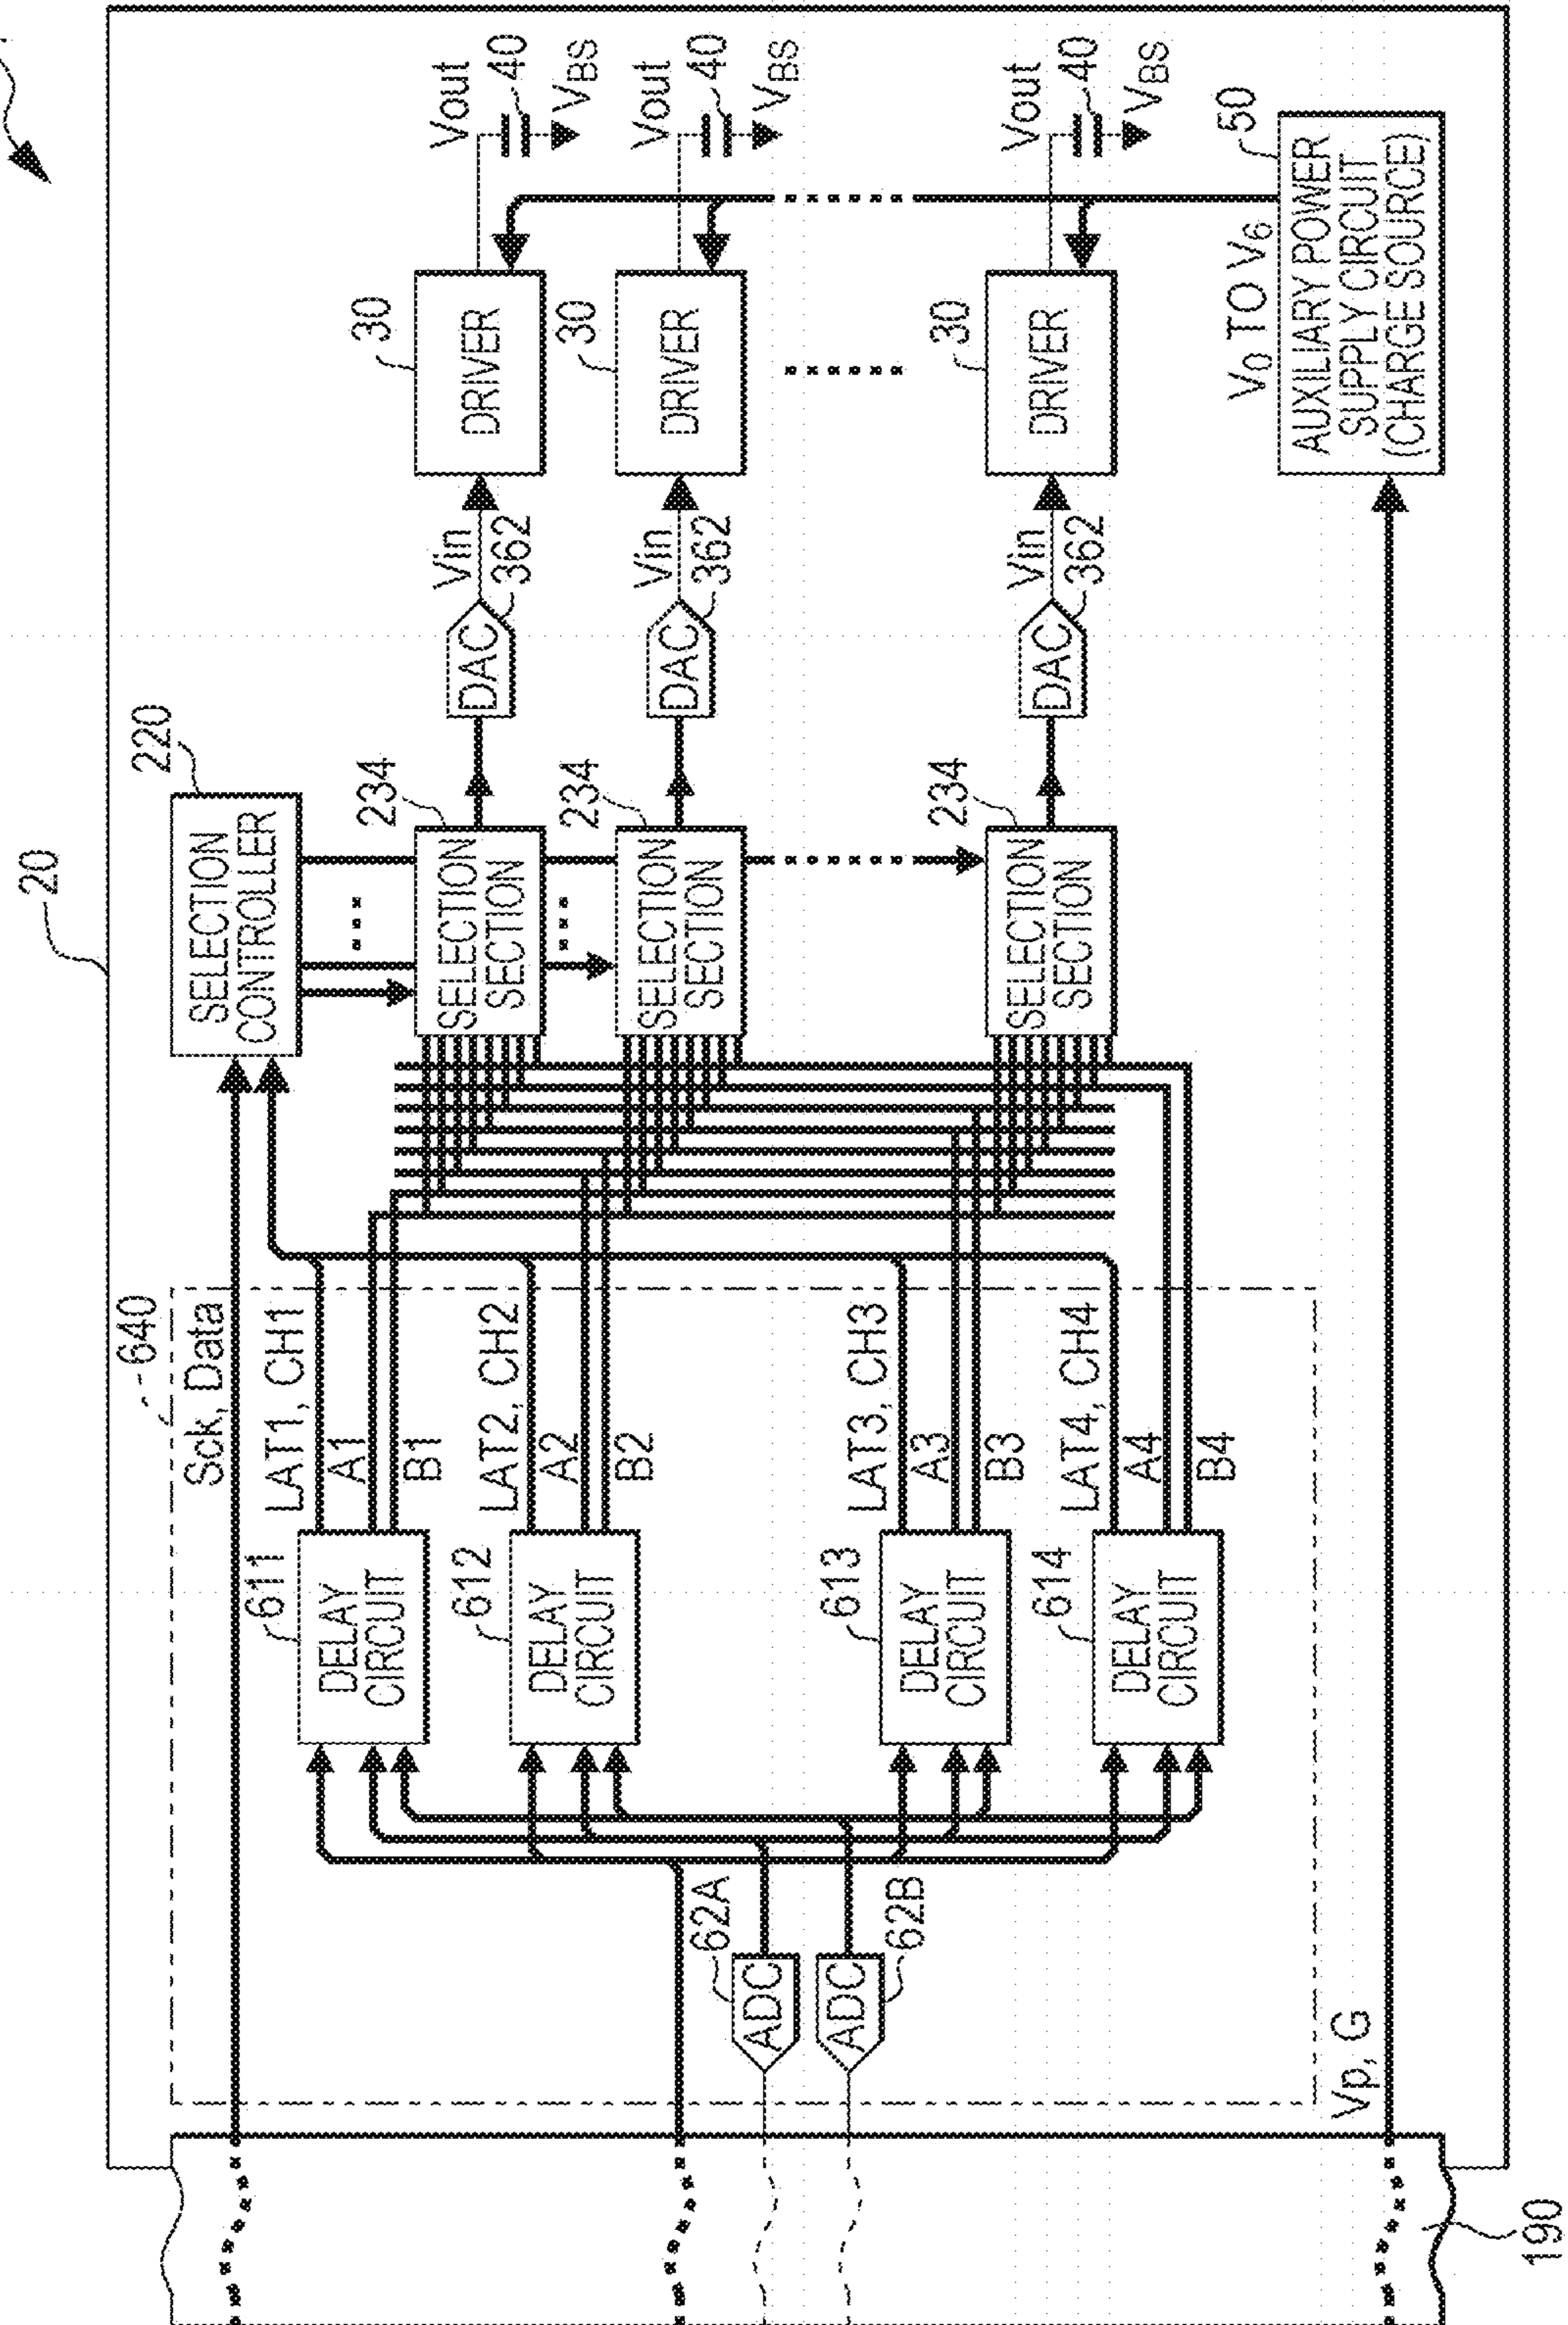 20
640
Sck, Data
220
SELECTION
CONTROLLER
611
DELAY
CIRCUIT
LAT1, CH1
A1
B1
234
SELECTION
SECTION
DAC
362
Vin
30
DRIVER
Vout
40
VBS
612
DELAY
CIRCUIT
LAT2, CH2
A2
B2
234
SELECTION
SECTION
DAC
362
Vin
30
DRIVER
Vout
40
VBS
62A
ADC
ADC
62B
613
DELAY
CIRCUIT
LAT3, CH3
A3
B3
234
SELECTION
SECTION
DAC
362
Vin
30
DRIVER
Vout
40
VBS
614
DELAY
CIRCUIT
LAT4, CH4
A4
B4
V0 TO V6
50
AUXILIARY POWER
SUPPLY CIRCUIT
(CHARGE SOURCE)
Vp, G
190